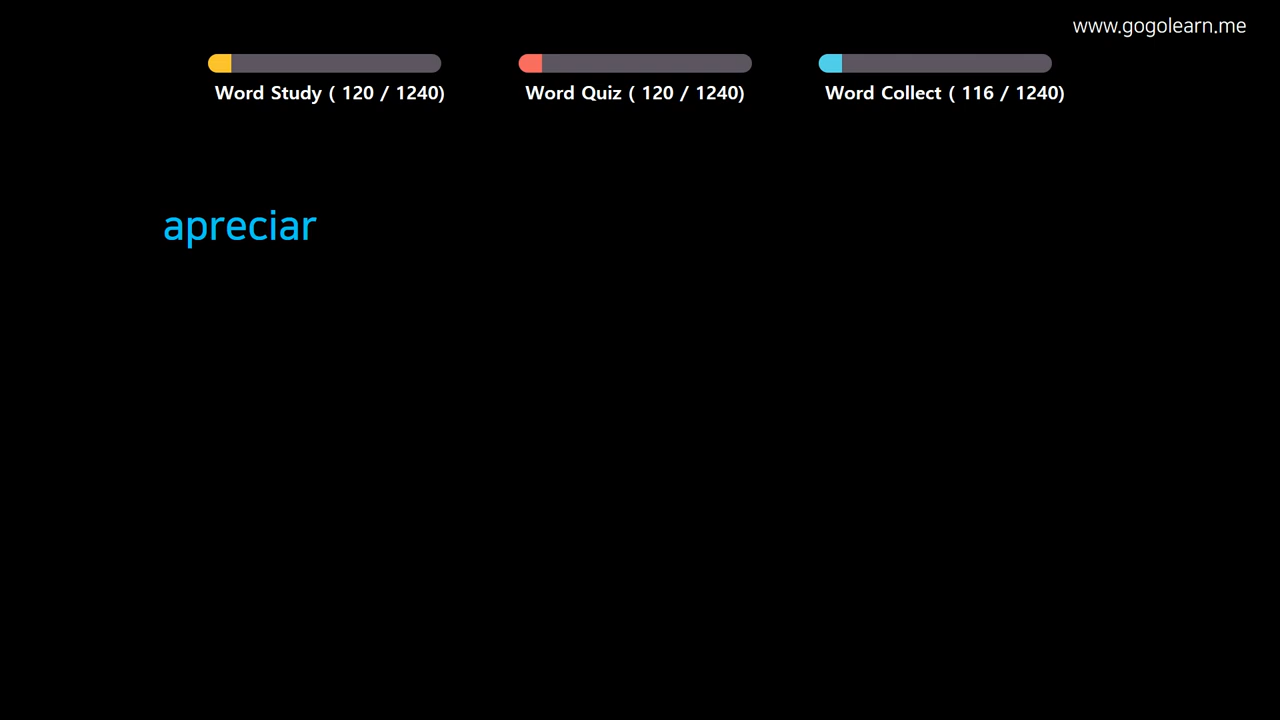 www.gogolearn.me
Word Study ( 120 / 1240)
Word Quiz ( 120 / 1240)
Word Collect ( 116 / 1240)
apreciar